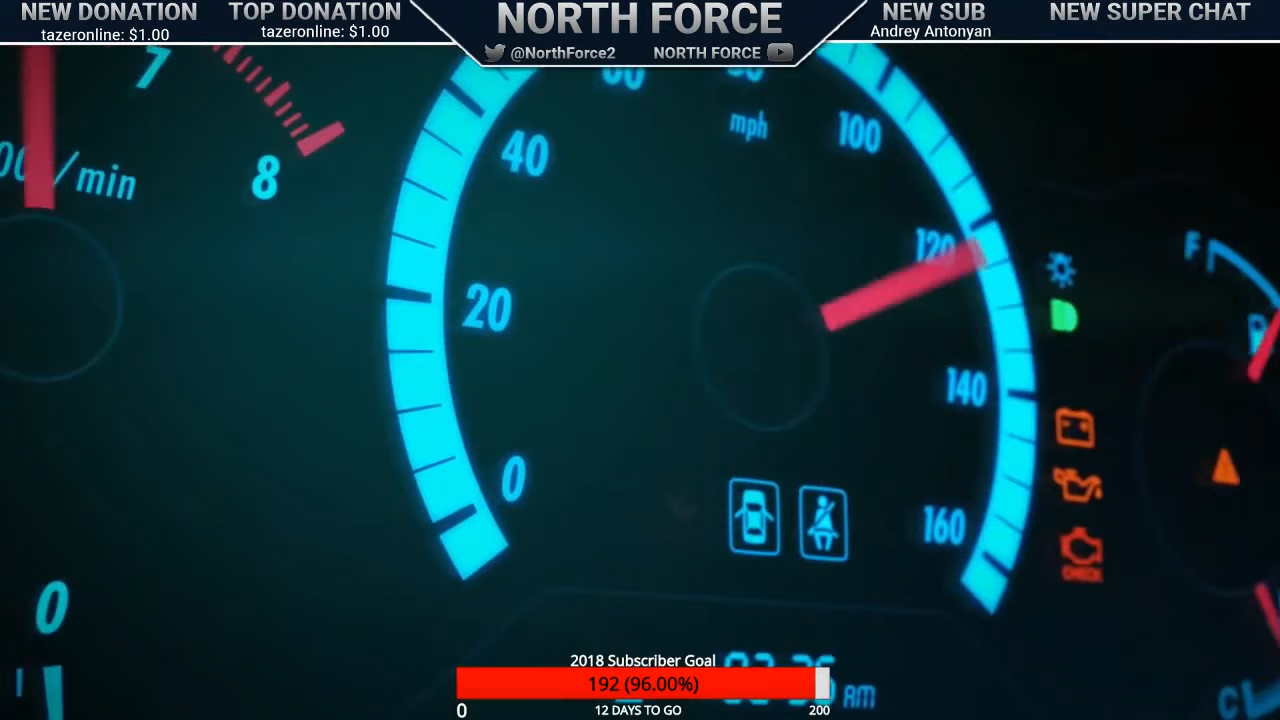 NEW DONATION
tazeronline: $1.00
TOP DONATION
tazeronline: $1.00
NORTH FORCE
@NorthForce2
NORTH FORCE
NEW SUB
Andrey Antonyan
NEW SUPER CHAT
7
8
/min
0
0
20
40
60
mph
100
120
140
160
F
CHECK
C
AM
2018 Subscriber Goal
192 (96.00%)
0
12 DAYS TO GO
200